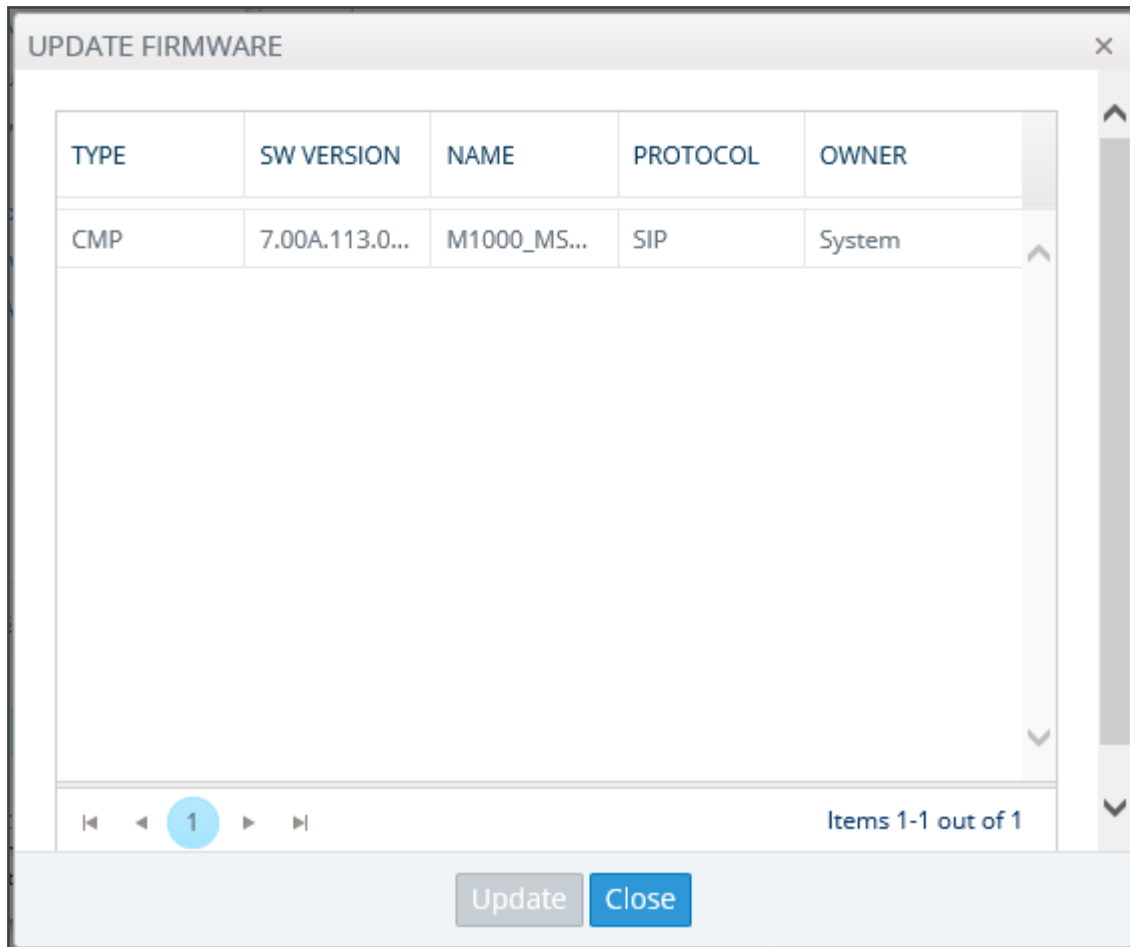 UPDATE FIRMWARE
TYPE SW VERSION NAME PROTOCOL OWNER
CMP 7.00A.113.0... M1000_MS... SIP System
1 Items 1-1 out of 1
Update Close